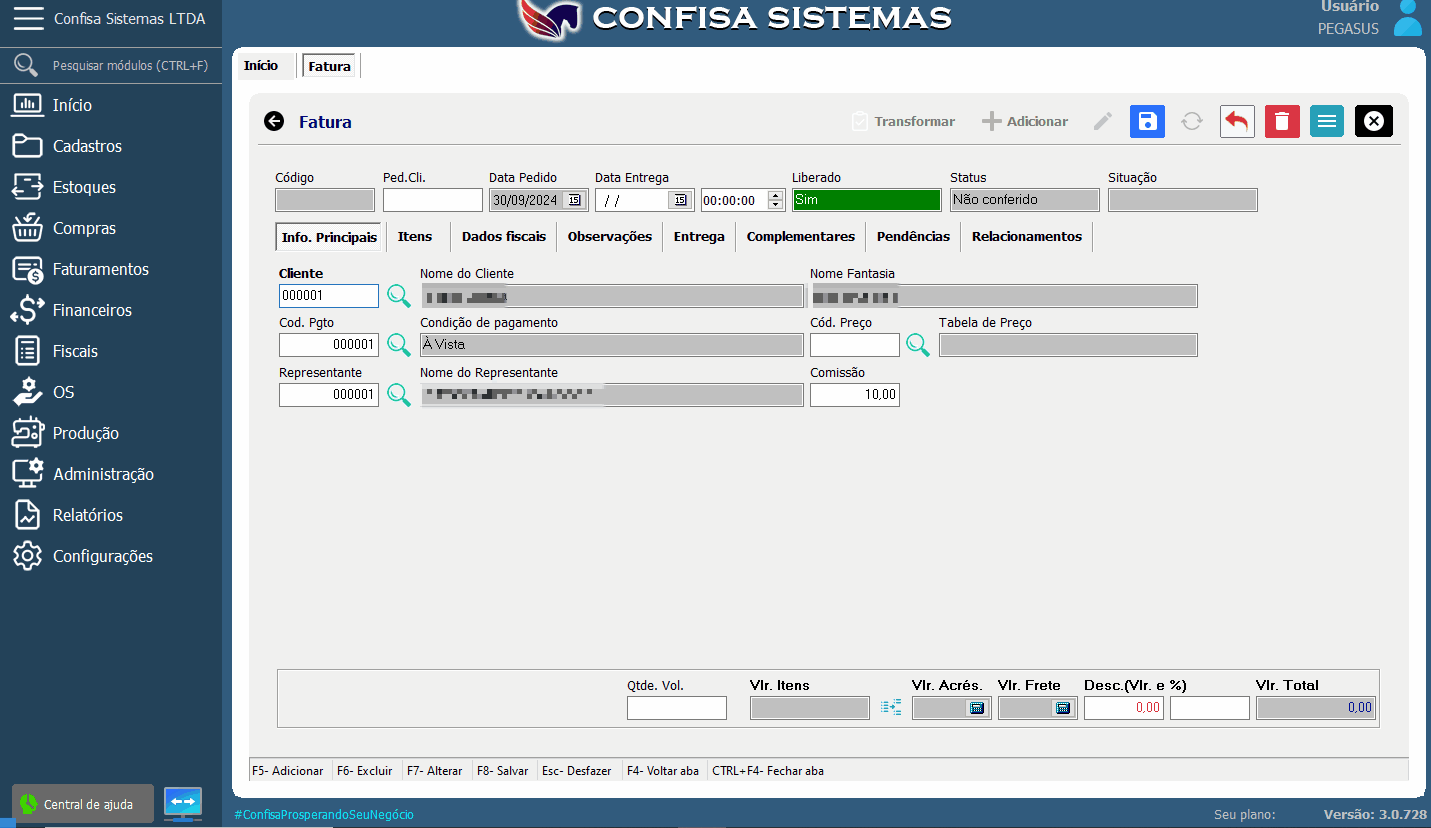 Confisa Sistemas LTDA
CONFISA SISTEMAS
Usuário
PEGASUS
Pesquisar módulos (CTRL+F)
Início
Cadastros
Estoques
Compras
Faturamentos
Financeiros
Fiscais
OS
Produção
Administração
Relatórios
Configurações
Central de ajuda
Início Fatura
Fatura Transformar Adicionar
Código Ped.Cli. Data Pedido Data Entrega Liberado Status Situação
30/09/2024 15 / / 15 00:00:00 Sim Não conferido
Info. Principais Itens Dados fiscais Observações Entrega Complementares Pendências Relacionamentos
Cliente Nome do Cliente Nome Fantasia
000001
Cod. Pgto Condição de pagamento Cód. Preço Tabela de Preço
000001 À Vista
Representante Nome do Representante Comissão
000001 10,00
Qtde. Vol. Vlr. Itens Vlr. Acrés. Vlr. Frete Desc.(Vlr. e %) Vlr. Total
0,00 0,00
F5- Adicionar F6- Excluir F7- Alterar F8- Salvar Esc- Desfazer F4- Voltar aba CTRL+F4- Fechar aba
#ConfisaProsperandoSeuNegócio Seu plano: Versão: 3.0.728